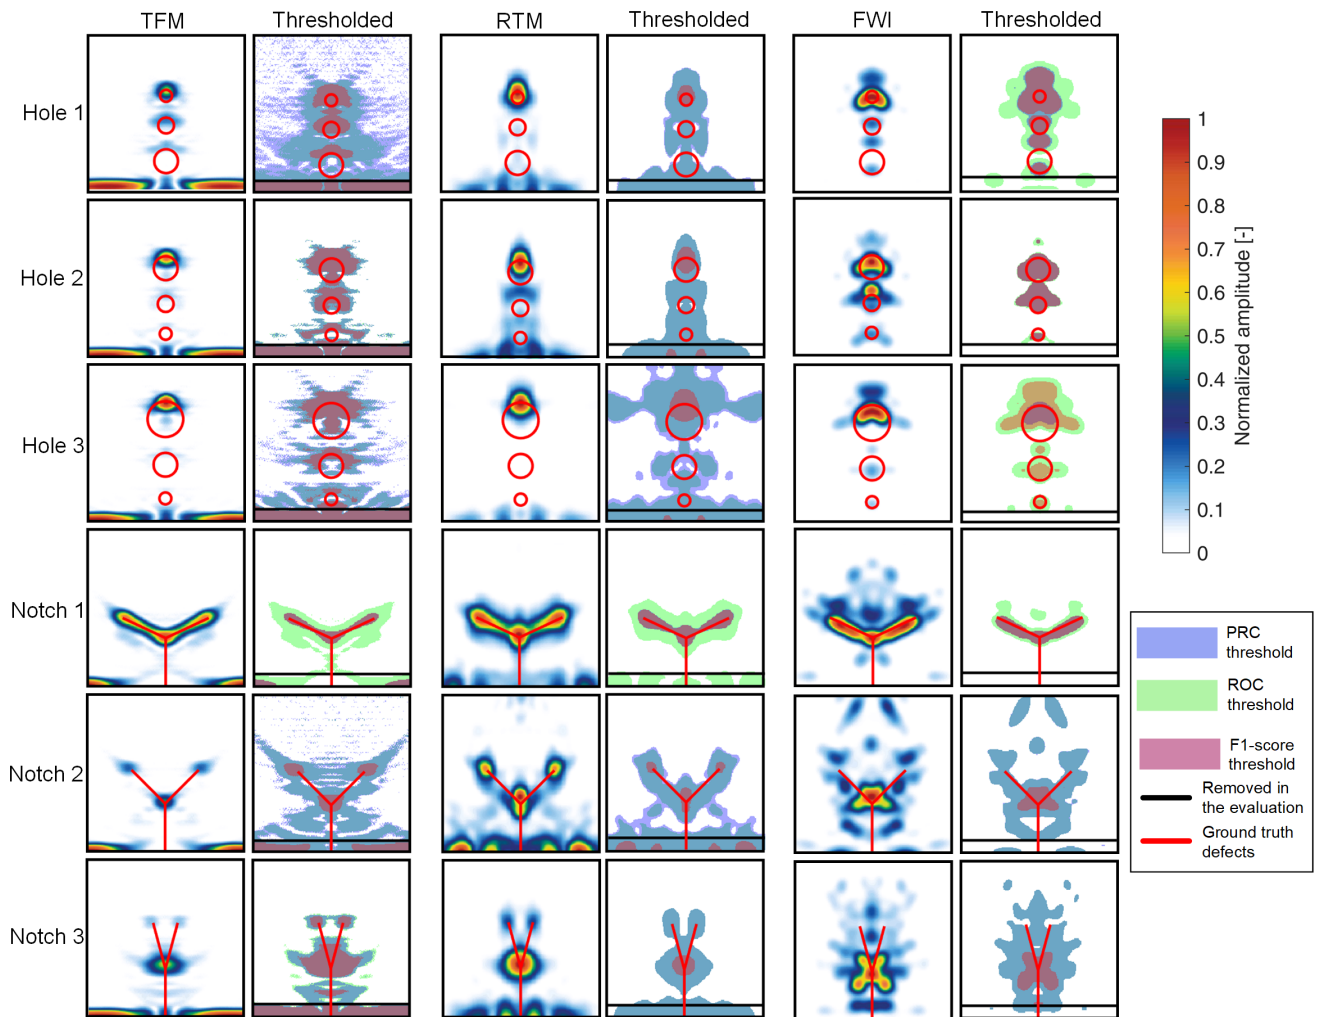 TFM Thresholded RTM Thresholded FWI Thresholded
Hole 1
Hole 2
Hole 3
Notch 1
Notch 2
Notch 3
1
0.9
0.8
0.7
0.6
0.5
0.4
0.3
0.2
0.1
0
Normalized amplitude [-]
PRC
threshold
ROC
threshold
F1-score
threshold
Removed in
the evaluation
Ground truth
defects